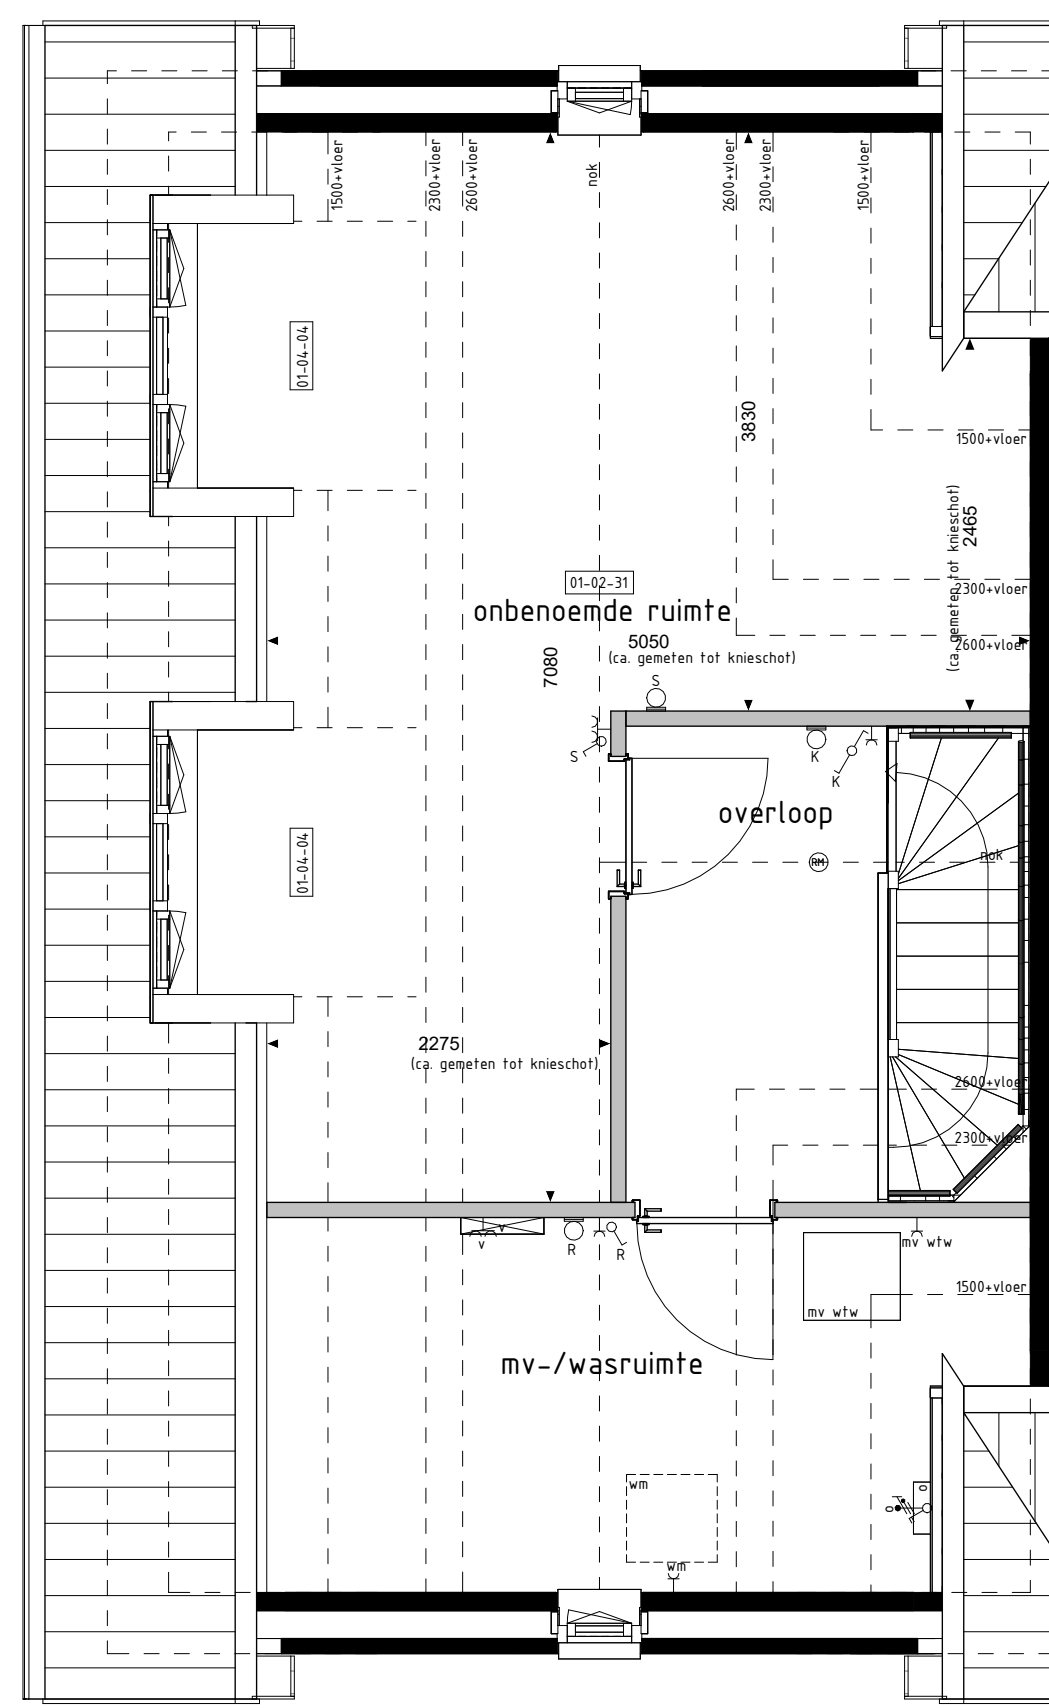 1500+vloer
2300+vloer
2600+vloer
nok
2600+vloer
2300+vloer
1500+vloer
01-04-04
3830
1500+vloer
2465
(ca. gemeten tot knieschot)
01-02-31
onbenoemde ruimte
2300+vloer
5050
(ca. gemeten tot knieschot)
2600+vloer
7080
S
S
K
K
overloop
nok
RM
01-04-04
2275
(ca. gemeten tot knieschot)
2600+vloer
2300+vloer
v
v
R
R
mv wtw
mv wtw
1500+vloer
mv-/wasruimte
wm
wm
o
o